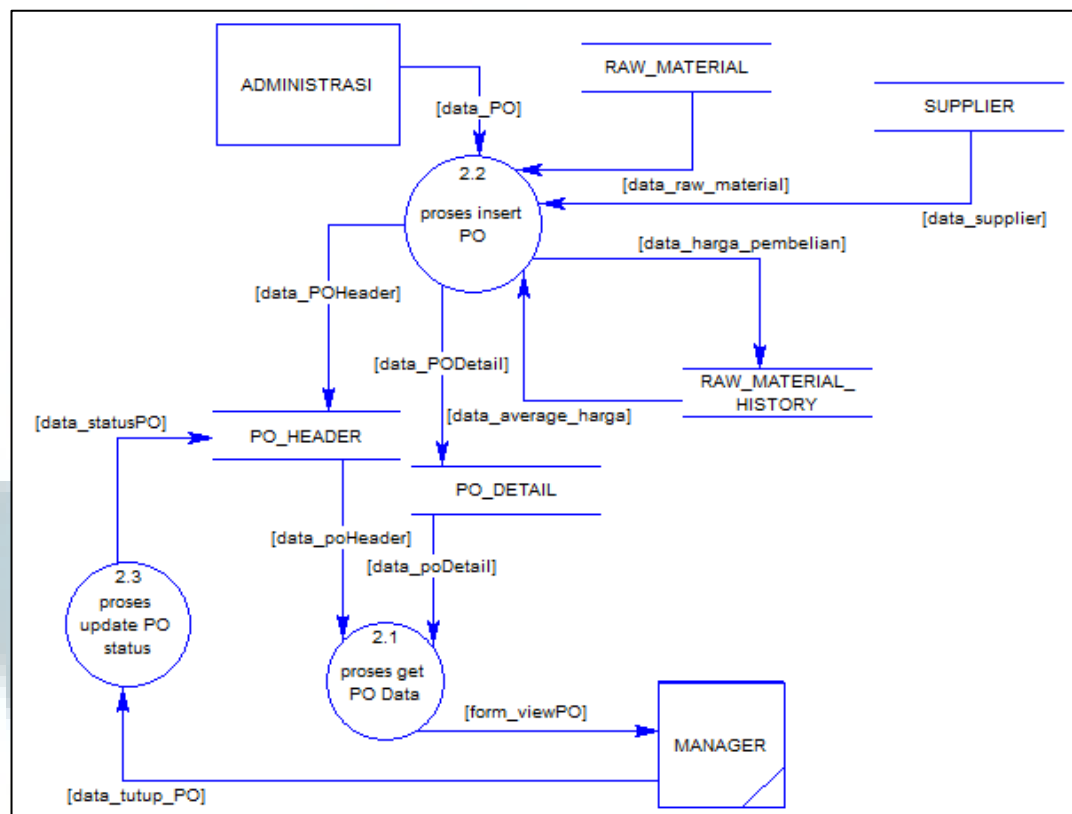 ADMINISTRASI
RAW_MATERIAL
SUPPLIER
[data_PO]
2.2
proses insert
PO
[data_raw_material]
[data_supplier]
[data_harga_pembelian]
[data_POHeader]
[data_PODetail]
RAW_MATERIAL_
HISTORY
[data_average_harga]
[data_statusPO]
PO_HEADER
PO_DETAIL
[data_poHeader]
[data_poDetail]
2.3
proses
update PO
status
2.1
proses get
PO Data
[form_viewPO]
MANAGER
[data_tutup_PO]